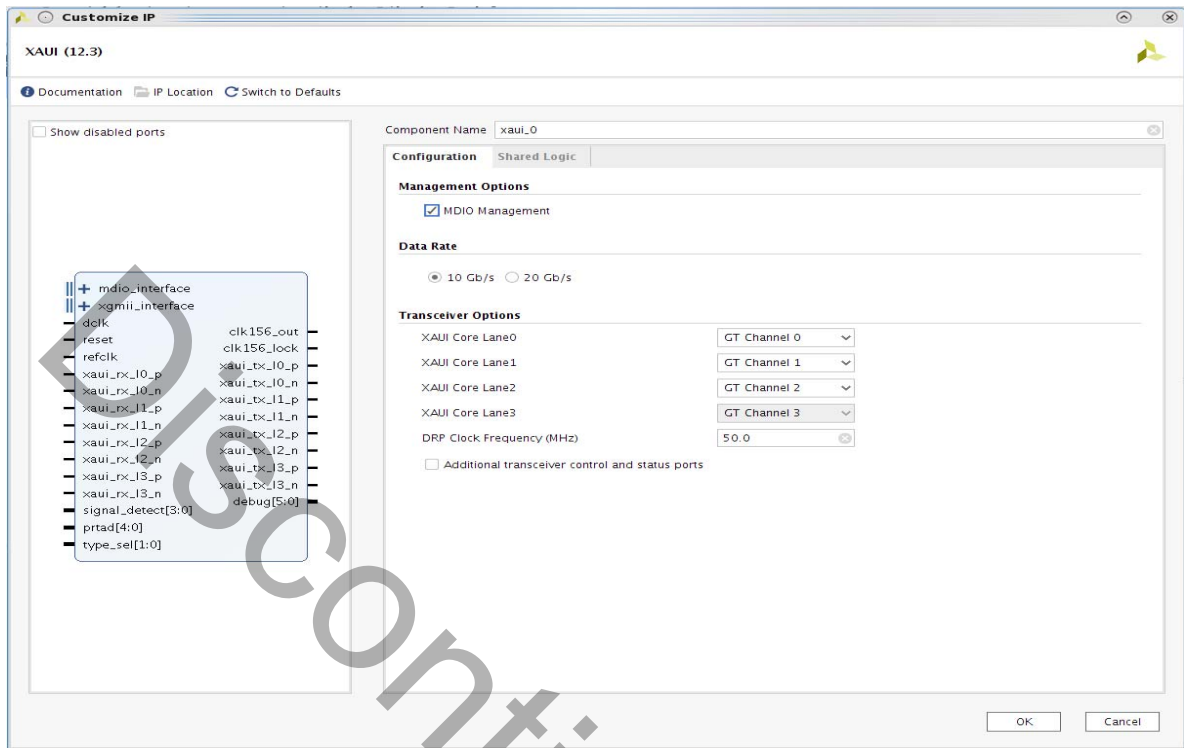 Customize IP
XAUI (12.3)
Documentation IP Location Switch to Defaults
Show disabled ports
mdio_interface
xgmii_interface
dclk
reset
refclk
xaui_rx_l0_p
xaui_rx_l0_n
xaui_rx_l1_p
xaui_rx_l1_n
xaui_rx_l2_p
xaui_rx_l2_n
xaui_rx_l3_p
xaui_rx_l3_n
signal_detect[3:0]
prtad[4:0]
type_sel[1:0]
clk156_out
clk156_lock
xaui_tx_l0_p
xaui_tx_l0_n
xaui_tx_l1_p
xaui_tx_l1_n
xaui_tx_l2_p
xaui_tx_l2_n
xaui_tx_l3_p
xaui_tx_l3_n
debug[5:0]
Component Name xaui_0
Configuration Shared Logic
Management Options
MDIO Management
Data Rate
10 Gb/s 20 Gb/s
Transceiver Options
XAUI Core Lane0 GT Channel 0
XAUI Core Lane1 GT Channel 1
XAUI Core Lane2 GT Channel 2
XAUI Core Lane3 GT Channel 3
DRP Clock Frequency (MHz) 50.0
Additional transceiver control and status ports
OK Cancel